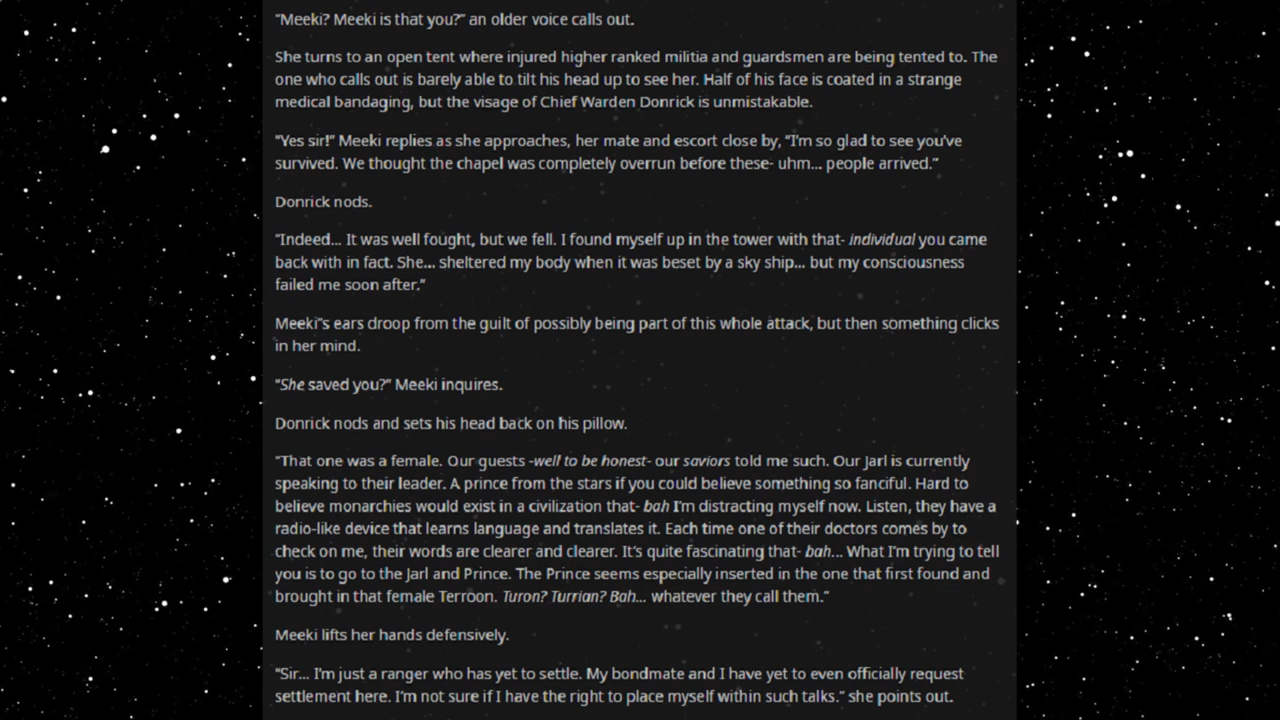 “Meeki? Meeki is that you?” an older voice calls out.
She turns to an open tent where injured higher ranked militia and guardsmen are being tented to. The
one who calls out is barely able to tilt his head up to see her. Half of his face is coated in a strange
medical bandaging, but the visage of Chief Warden Donrick is unmistakable.
“Yes sir!” Meeki replies as she approaches, her mate and escort close by, “I’m so glad to see you’ve
survived. We thought the chapel was completely overrun before these- uhm... people arrived.”
Donrick nods.
“Indeed... It was well fought, but we fell. I found myself up in the tower with that- individual you came
back with in fact. She... sheltered my body when it was beset by a sky ship... but my consciousness
failed me soon after.”
Meeki”s ears droop from the guilt of possibly being part of this whole attack, but then something clicks
in her mind.
“She saved you?” Meeki inquires.
Donrick nods and sets his head back on his pillow.
“That one was a female. Our guests -well to be honest- our saviors told me such. Our Jarl is currently
speaking to their leader. A prince from the stars if you could believe something so fanciful. Hard to
believe monarchies would exist in a civilization that- bah I’m distracting myself now. Listen, they have a
radio-like device that learns language and translates it. Each time one of their doctors comes by to
check on me, their words are clearer and clearer. It’s quite fascinating that- bah... What I’m trying to tell
you is to go to the Jarl and Prince. The Prince seems especially inserted in the one that first found and
brought in that female Terroon. Turon? Turrian? Bah... whatever they call them.”
Meeki lifts her hands defensively.
“Sir... I’m just a ranger who has yet to settle. My bondmate and I have yet to even officially request
settlement here. I’m not sure if I have the right to place myself within such talks.” she points out.